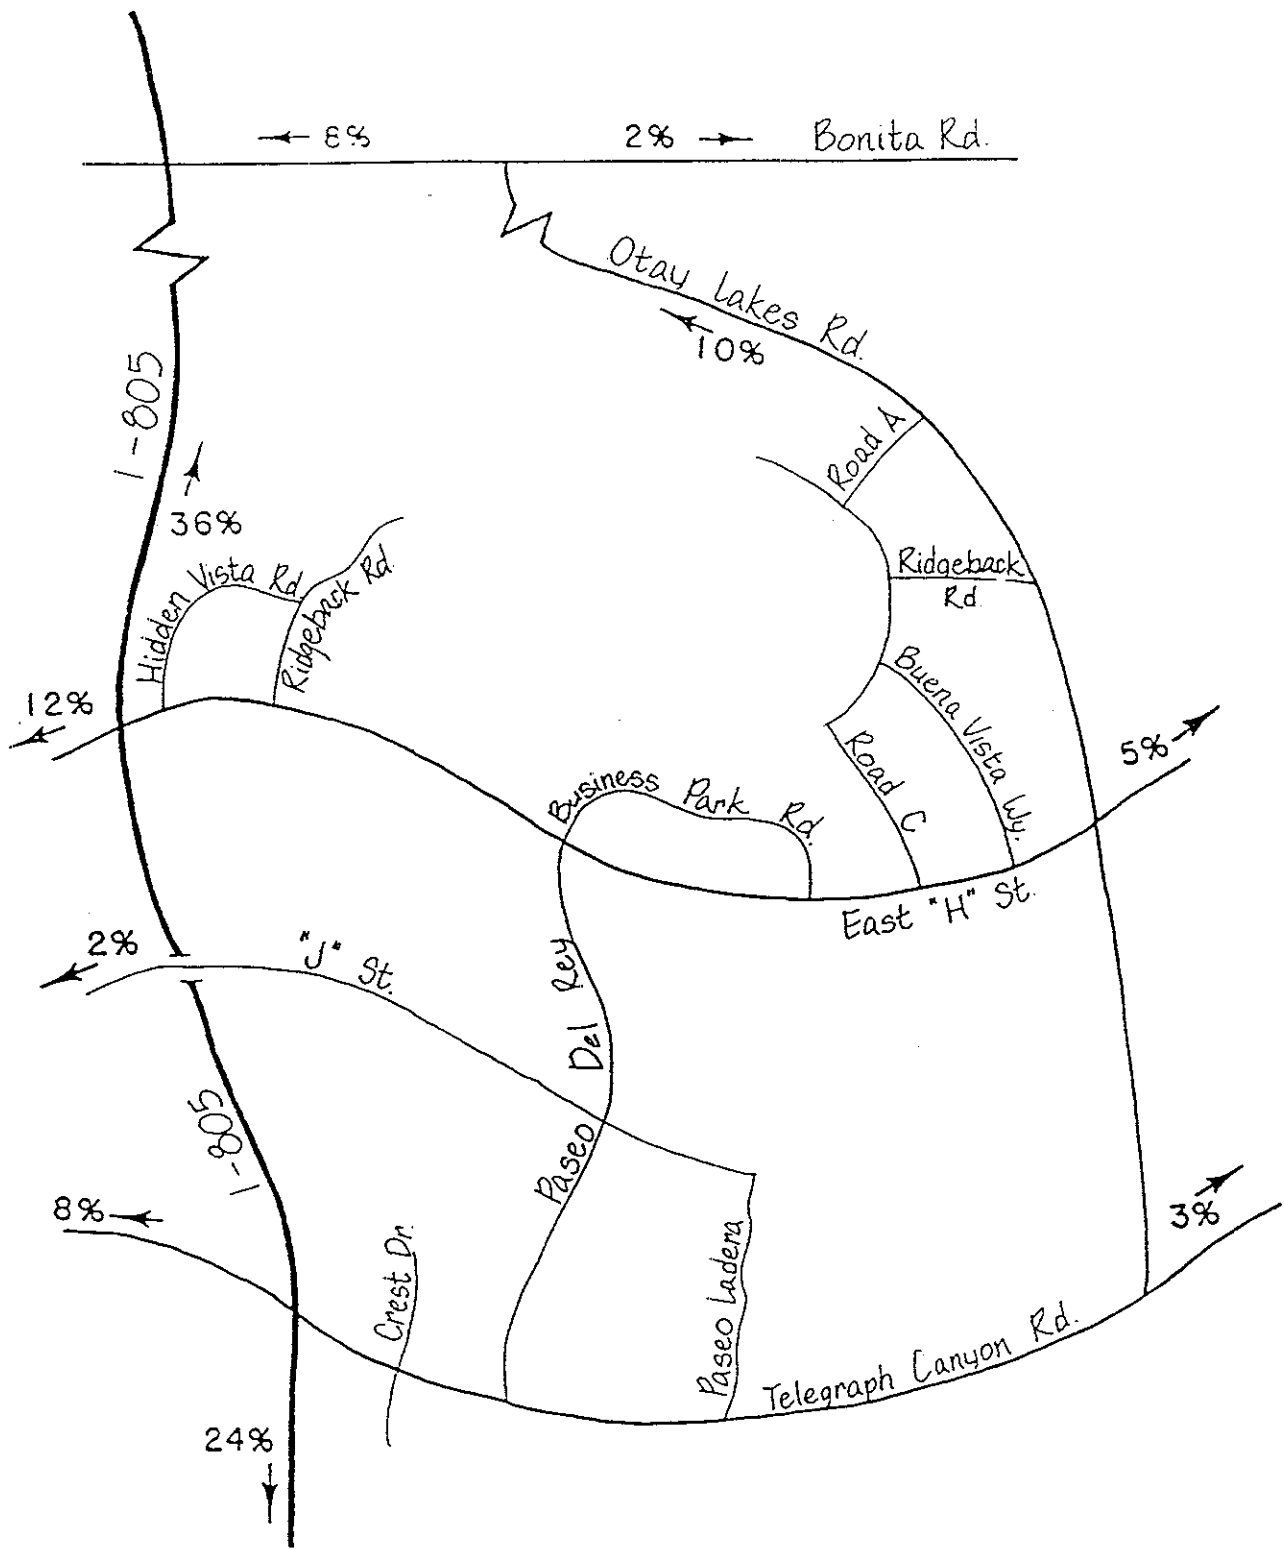 8% 2% Bonita Rd.
Otay Lakes Rd.
10%
I-805
Road A
36%
Hidden Vista Rd.
Ridgeback Rd.
Ridgeback
Rd.
12%
Buena Vista Wy.
5%
Road C
Business Park Rd.
East "H" St.
2%
"J" St.
Paseo Del Rey
I-805
8%
3%
Crest Dr.
Paseo Ladera
Telegraph Canyon Rd.
24%